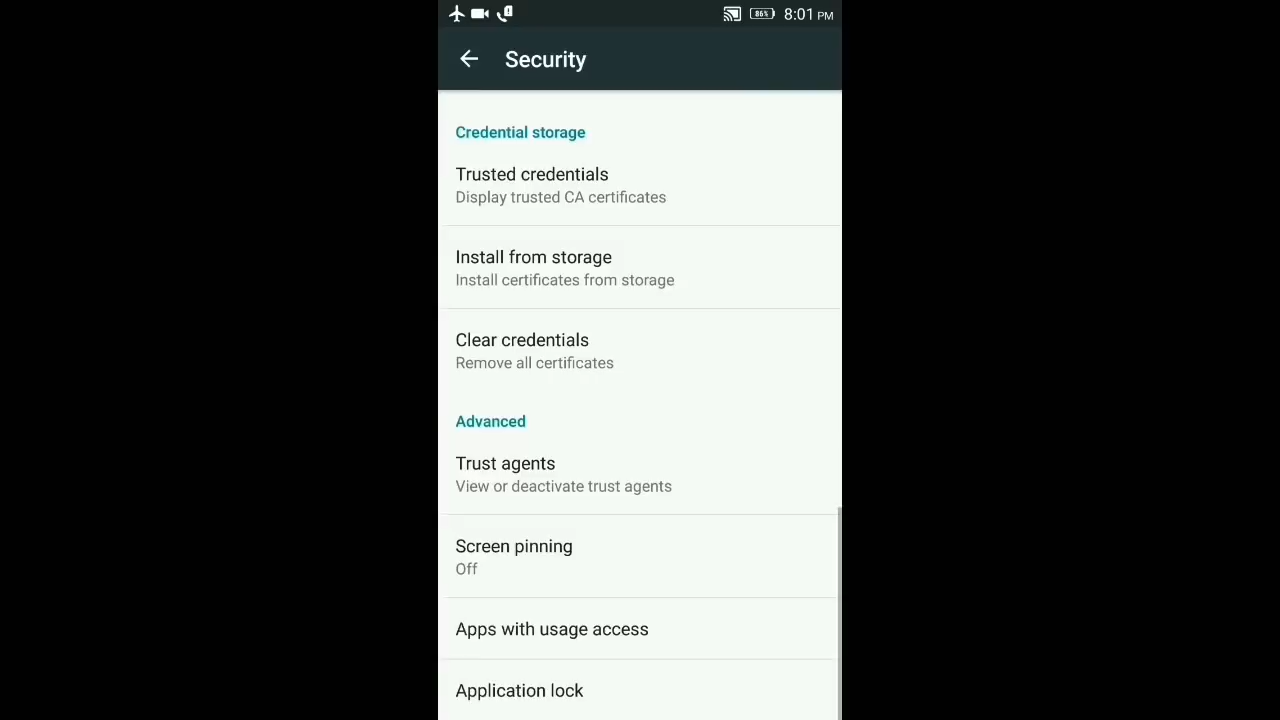 86% 8:01 PM
Security
Credential storage
Trusted credentials
Display trusted CA certificates
Install from storage
Install certificates from storage
Clear credentials
Remove all certificates
Advanced
Trust agents
View or deactivate trust agents
Screen pinning
Off
Apps with usage access
Application lock